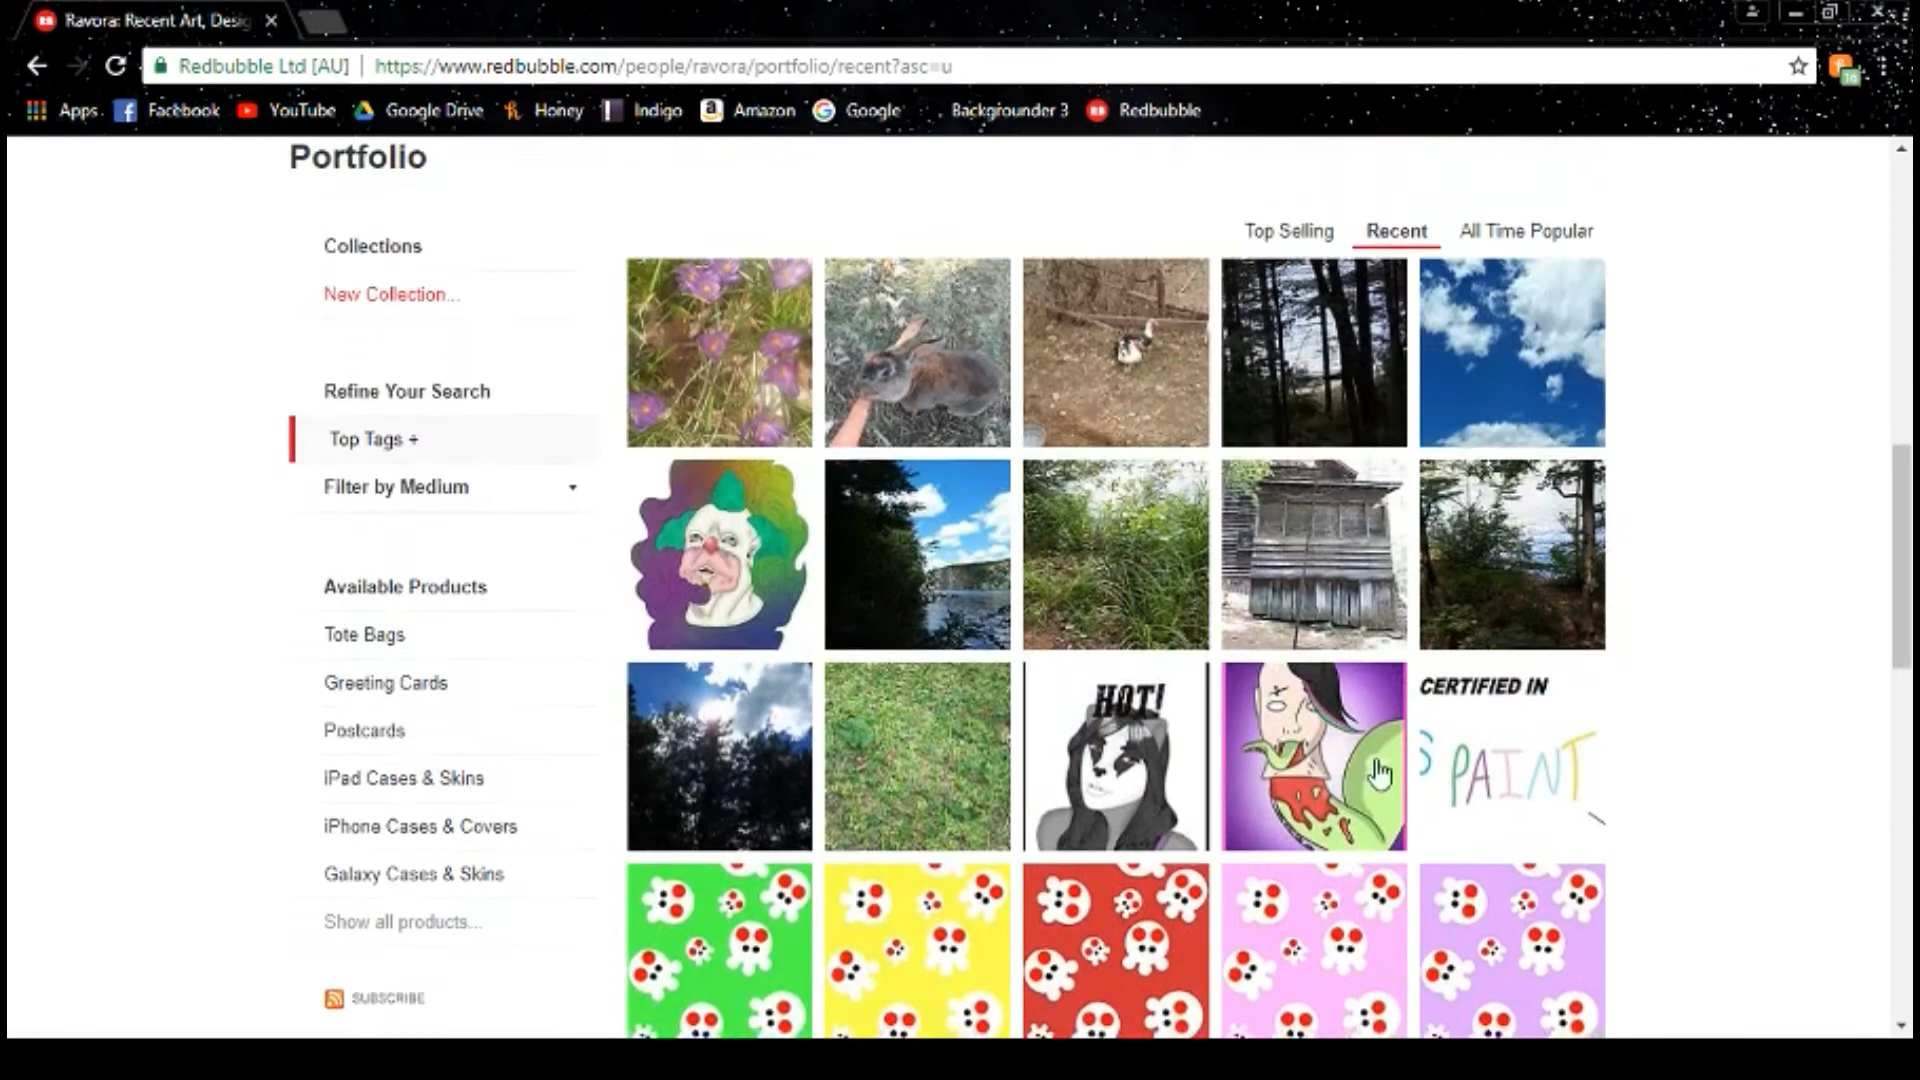 Ravora: Recent Art, Desig
Redbubble Ltd [AU] | https://www.redbubble.com/people/ravora/portfolio/recent?asc=u
16
Apps Facebook YouTube Google Drive Honey Indigo Amazon Google Backgrounder 3 Redbubble
Portfolio
Top Selling Recent All Time Popular
Collections
New Collection...
Refine Your Search
Top Tags +
Filter by Medium
Available Products
Tote Bags
Greeting Cards
Postcards
iPad Cases & Skins
iPhone Cases & Covers
Galaxy Cases & Skins
Show all products...
SUBSCRIBE
HOT!
CERTIFIED IN
S PAINT